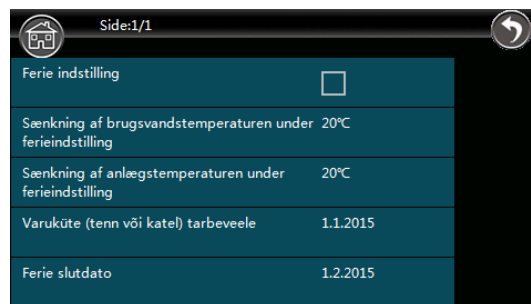 Side:1/1
Ferie indstilling
Sænkning af brugsvandstemperaturen under 20℃
ferieindstilling
Sænkning af anlægstemperaturen under 20℃
ferieindstilling
Varuküte (tenn või katel) tarbeveele 1.1.2015
Ferie slutdato 1.2.2015